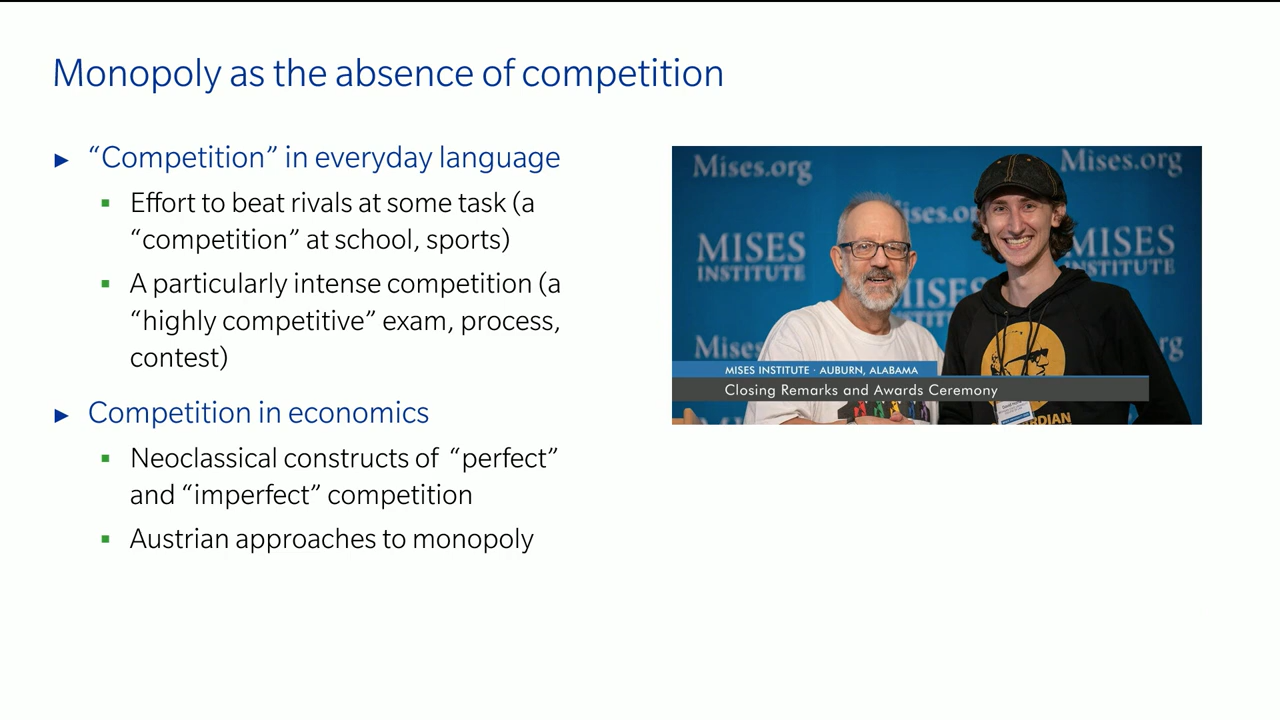 Monopoly as the absence of competition
► “Competition” in everyday language
▪ Effort to beat rivals at some task (a
“competition” at school, sports)
▪ A particularly intense competition (a
“highly competitive” exam, process,
contest)
► Competition in economics
▪ Neoclassical constructs of “perfect”
and “imperfect” competition
▪ Austrian approaches to monopoly
Mises.org
Mises.org
ises.org
MISES
INSTITUTE
MISES
INSTITUTE
Mises
MISES INSTITUTE · AUBURN, ALABAMA
Closing Remarks and Awards Ceremony